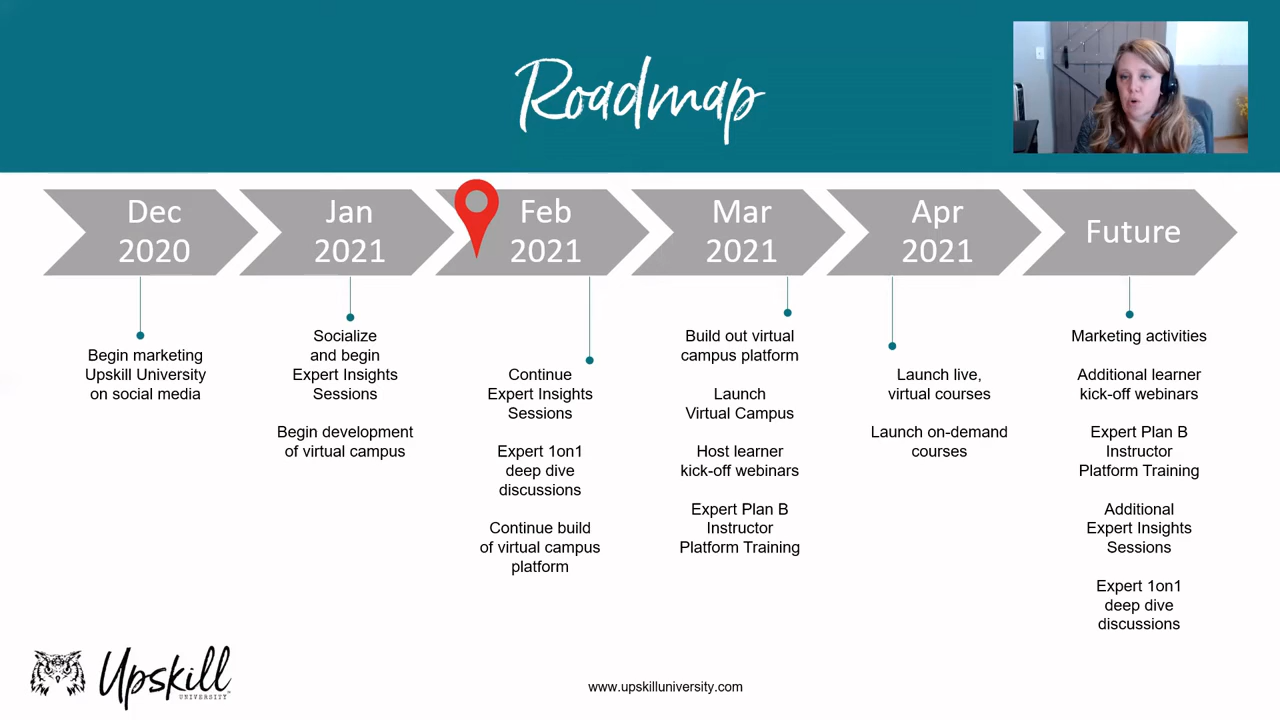 Roadmap
Dec
2020
Jan
2021
Feb
2021
Mar
2021
Apr
2021
Future
Begin marketing
Upskill University
on social media
Socialize
and begin
Expert Insights
Sessions
Begin development
of virtual campus
Continue
Expert Insights
Sessions
Expert 1on1
deep dive
discussions
Continue build
of virtual campus
platform
Build out virtual
campus platform
Launch
Virtual Campus
Host learner
kick-off webinars
Expert Plan B
Instructor
Platform Training
Launch live,
virtual courses
Launch on-demand
courses
Marketing activities
Additional learner
kick-off webinars
Expert Plan B
Instructor
Platform Training
Additional
Expert Insights
Sessions
Expert 1on1
deep dive
discussions
Upskill
UNIVERSITY
www.upskilluniversity.com